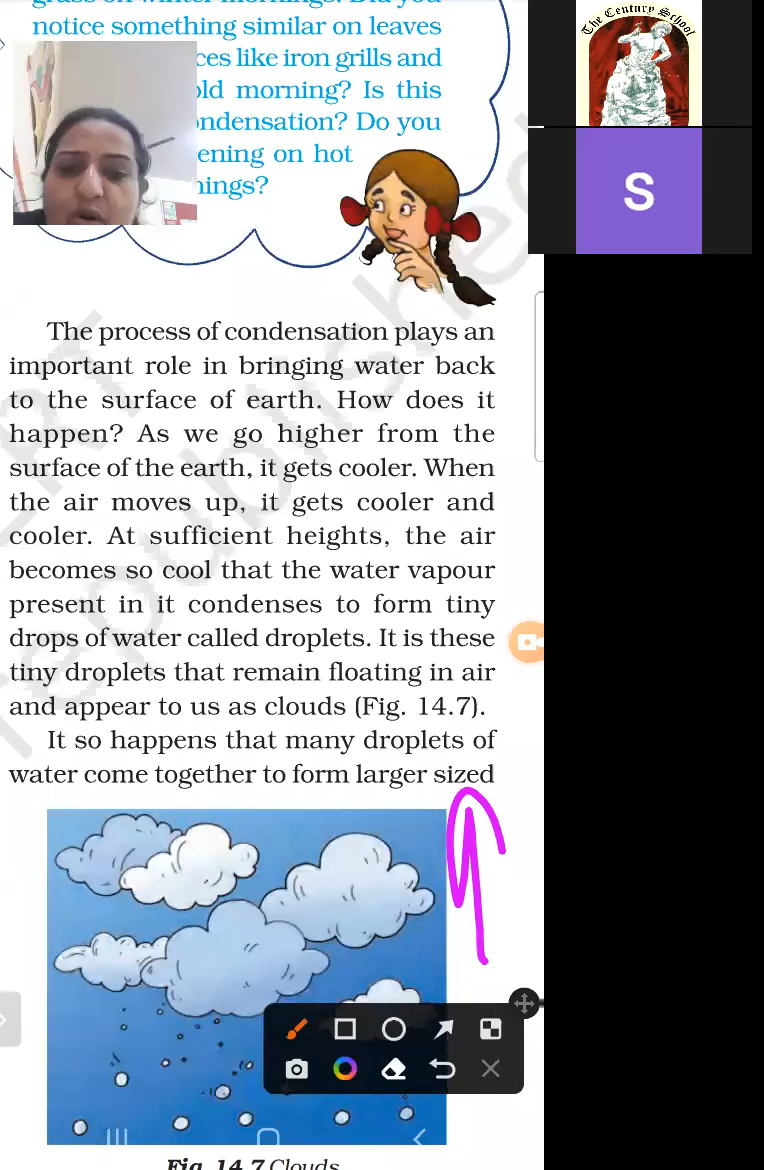 notice something similar on leaves
ces like iron grills and
old morning? Is this
ondensation? Do you
ening on hot
nings?
The Century School
S
The process of condensation plays an
important role in bringing water back
to the surface of earth. How does it
happen? As we go higher from the
surface of the earth, it gets cooler. When
the air moves up, it gets cooler and
cooler. At sufficient heights, the air
becomes so cool that the water vapour
present in it condenses to form tiny
drops of water called droplets. It is these
tiny droplets that remain floating in air
and appear to us as clouds (Fig. 14.7).
It so happens that many droplets of
water come together to form larger sized
Fig. 14.7 Clouds